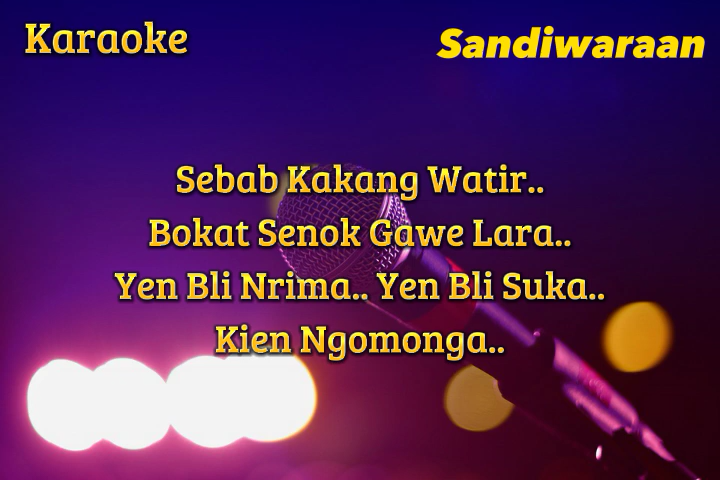 Karaoke
Sandiwaraan
Sebab Kakang Watir..
Bokat Senok Gawe Lara..
Yen Bli Nrima.. Yen Bli Suka..
Kien Ngomonga..